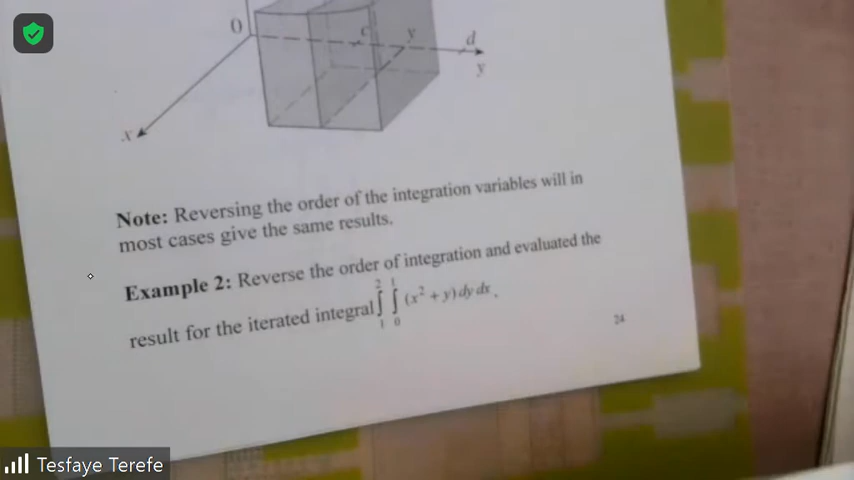 0
c
y
d
y
x
Note: Reversing the order of the integration variables will in
most cases give the same results.
Example 2: Reverse the order of integration and evaluated the
result for the iterated integral ∫₁² ∫₀¹ (x² + y) dy dx .
24
Tesfaye Terefe